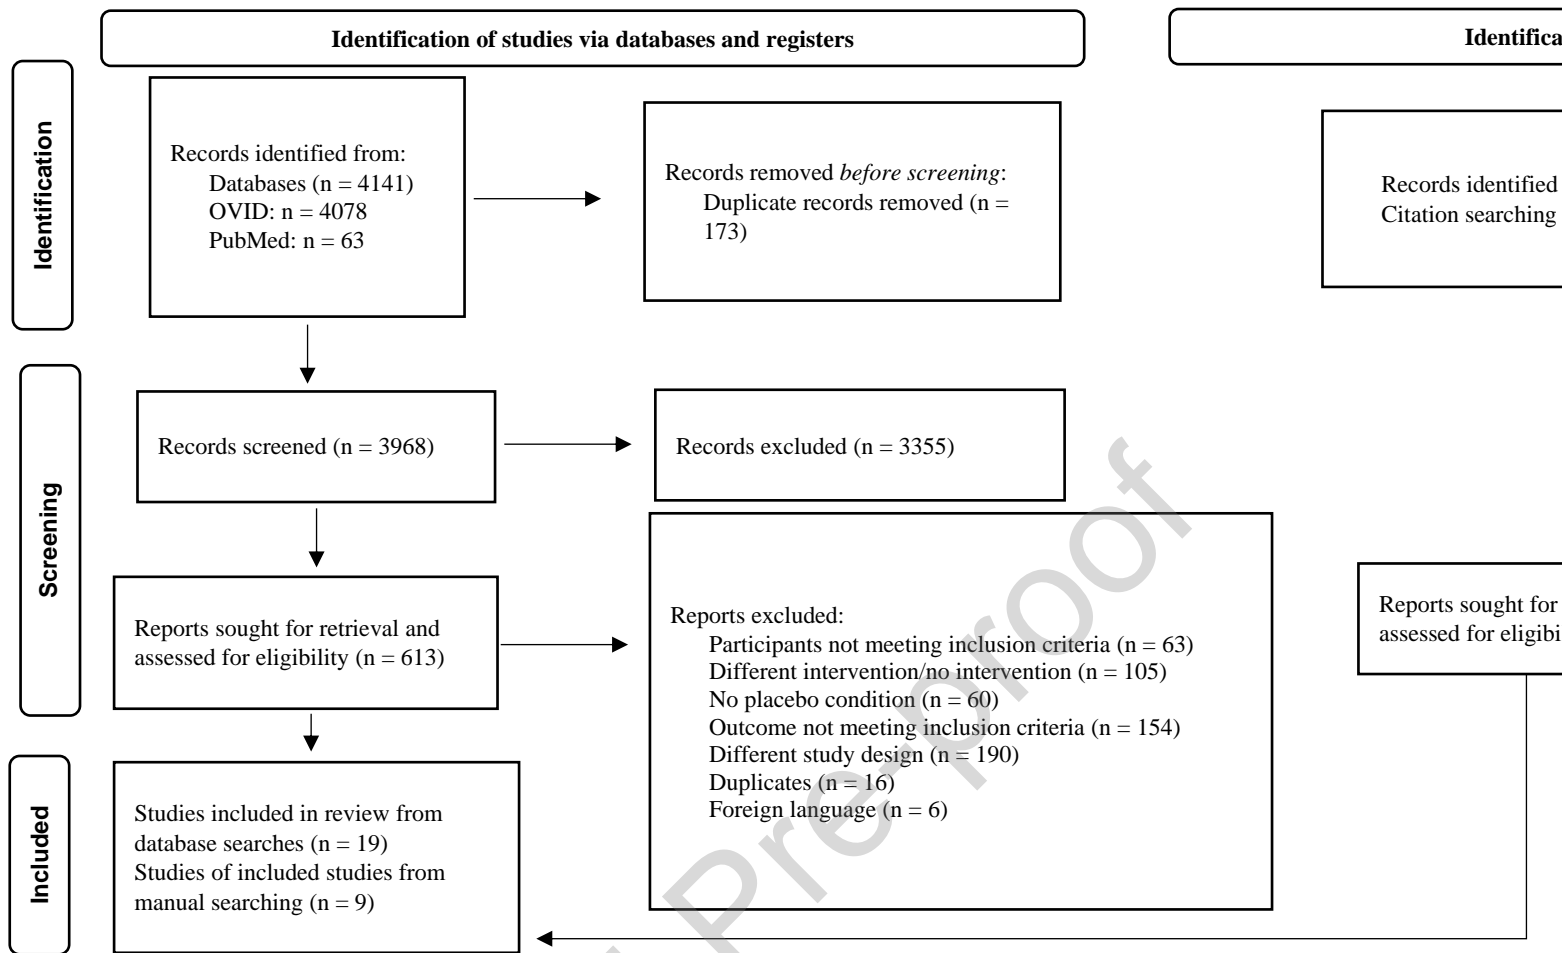 Identification of studies via databases and registers
Identifica
Identification
Records identified from:
Databases (n = 4141)
OVID: n = 4078
PubMed: n = 63
Records removed before screening:
Duplicate records removed (n =
173)
Records identified
Citation searching
Screening
Records screened (n = 3968)
Records excluded (n = 3355)
Reports sought for retrieval and
assessed for eligibility (n = 613)
Reports excluded:
Participants not meeting inclusion criteria (n = 63)
Different intervention/no intervention (n = 105)
No placebo condition (n = 60)
Outcome not meeting inclusion criteria (n = 154)
Different study design (n = 190)
Duplicates (n = 16)
Foreign language (n = 6)
Reports sought for
assessed for eligibi
Included
Studies included in review from
database searches (n = 19)
Studies of included studies from
manual searching (n = 9)
Pre-proof